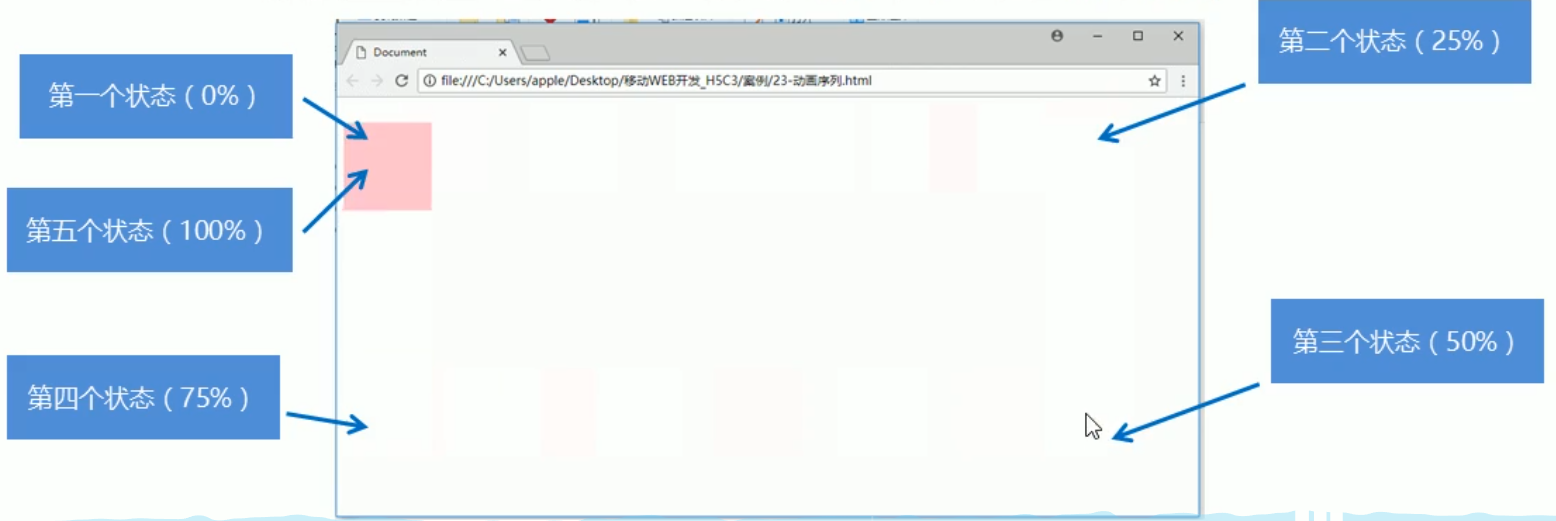 第二个状态（25%）
Document
第一个状态（0%）
file:///C:/Users/apple/Desktop/移动WEB开发_H5C3/案例/23-动画序列.html
第五个状态（100%）
第三个状态（50%）
第四个状态（75%）